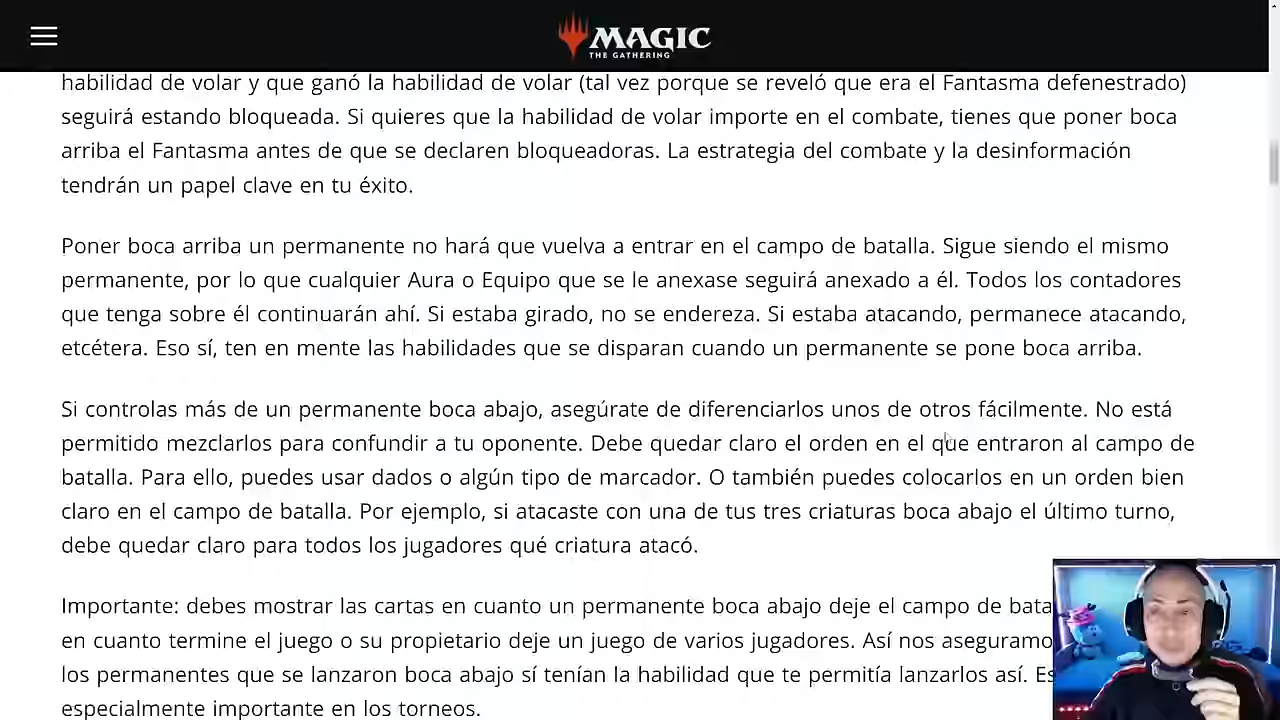 MAGIC
THE GATHERING
habilidad de volar y que ganó la habilidad de volar (tal vez porque se reveló que era el Fantasma defenestrado)
seguirá estando bloqueada. Si quieres que la habilidad de volar importe en el combate, tienes que poner boca
arriba el Fantasma antes de que se declaren bloqueadoras. La estrategia del combate y la desinformación
tendrán un papel clave en tu éxito.
Poner boca arriba un permanente no hará que vuelva a entrar en el campo de batalla. Sigue siendo el mismo
permanente, por lo que cualquier Aura o Equipo que se le anexase seguirá anexado a él. Todos los contadores
que tenga sobre él continuarán ahí. Si estaba girado, no se endereza. Si estaba atacando, permanece atacando,
etcétera. Eso sí, ten en mente las habilidades que se disparan cuando un permanente se pone boca arriba.
Si controlas más de un permanente boca abajo, asegúrate de diferenciarlos unos de otros fácilmente. No está
permitido mezclarlos para confundir a tu oponente. Debe quedar claro el orden en el que entraron al campo de
batalla. Para ello, puedes usar dados o algún tipo de marcador. O también puedes colocarlos en un orden bien
claro en el campo de batalla. Por ejemplo, si atacaste con una de tus tres criaturas boca abajo el último turno,
debe quedar claro para todos los jugadores qué criatura atacó.
Importante: debes mostrar las cartas en cuanto un permanente boca abajo deje el campo de bata
en cuanto termine el juego o su propietario deje un juego de varios jugadores. Así nos aseguramo
los permanentes que se lanzaron boca abajo sí tenían la habilidad que te permitía lanzarlos así. Es
especialmente importante en los torneos.